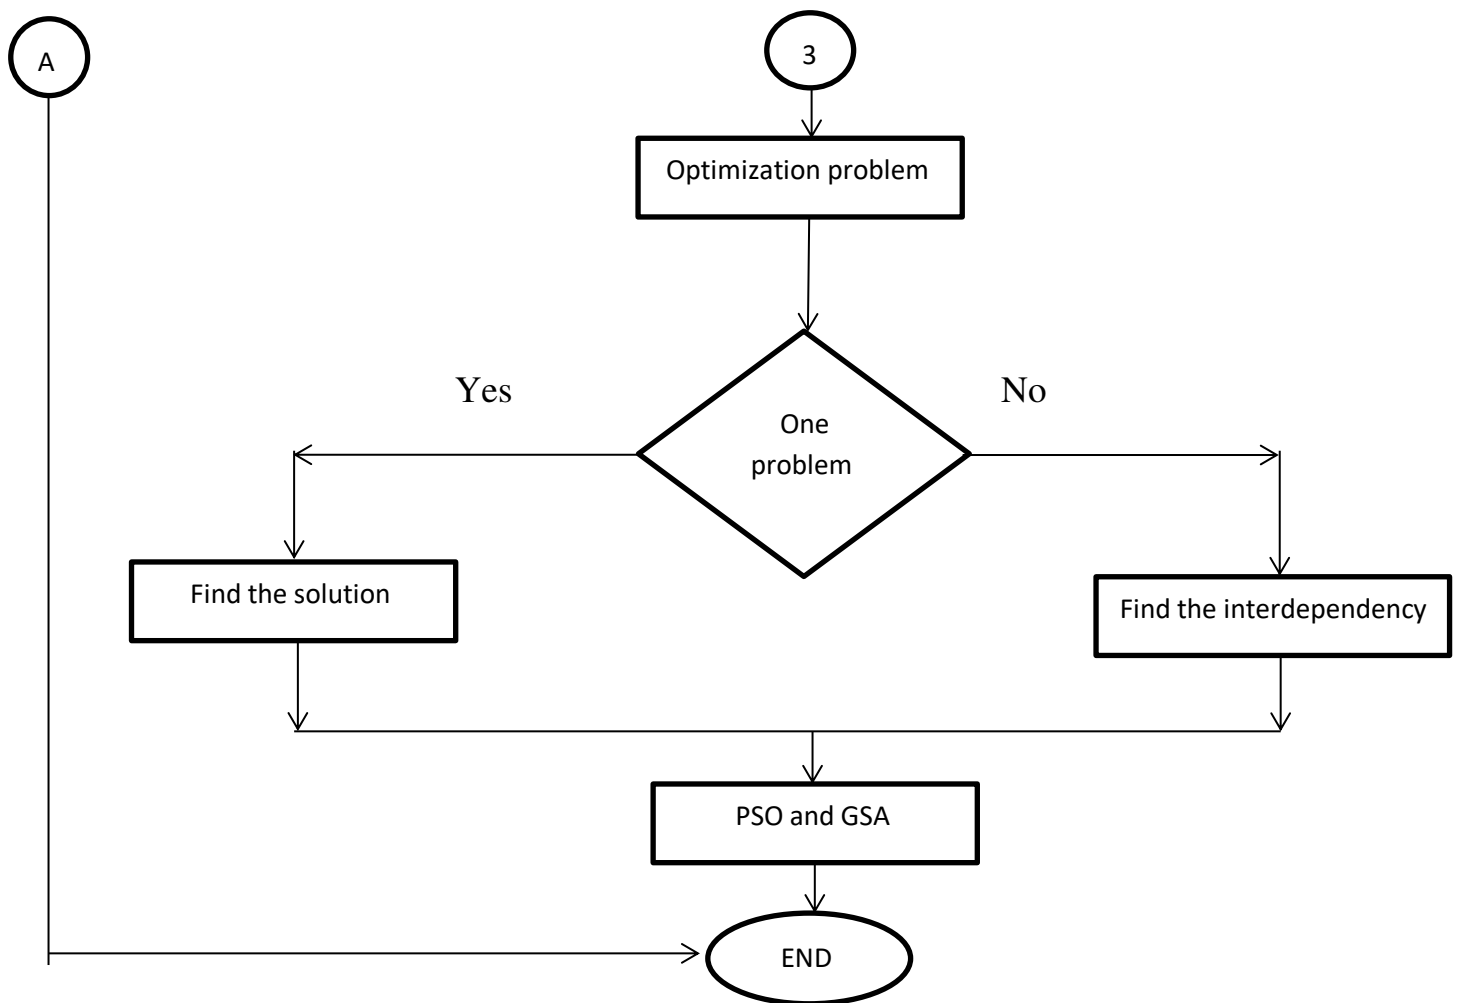 A
3
Optimization problem
Yes
No
One
problem
Find the solution
Find the interdependency
PSO and GSA
END